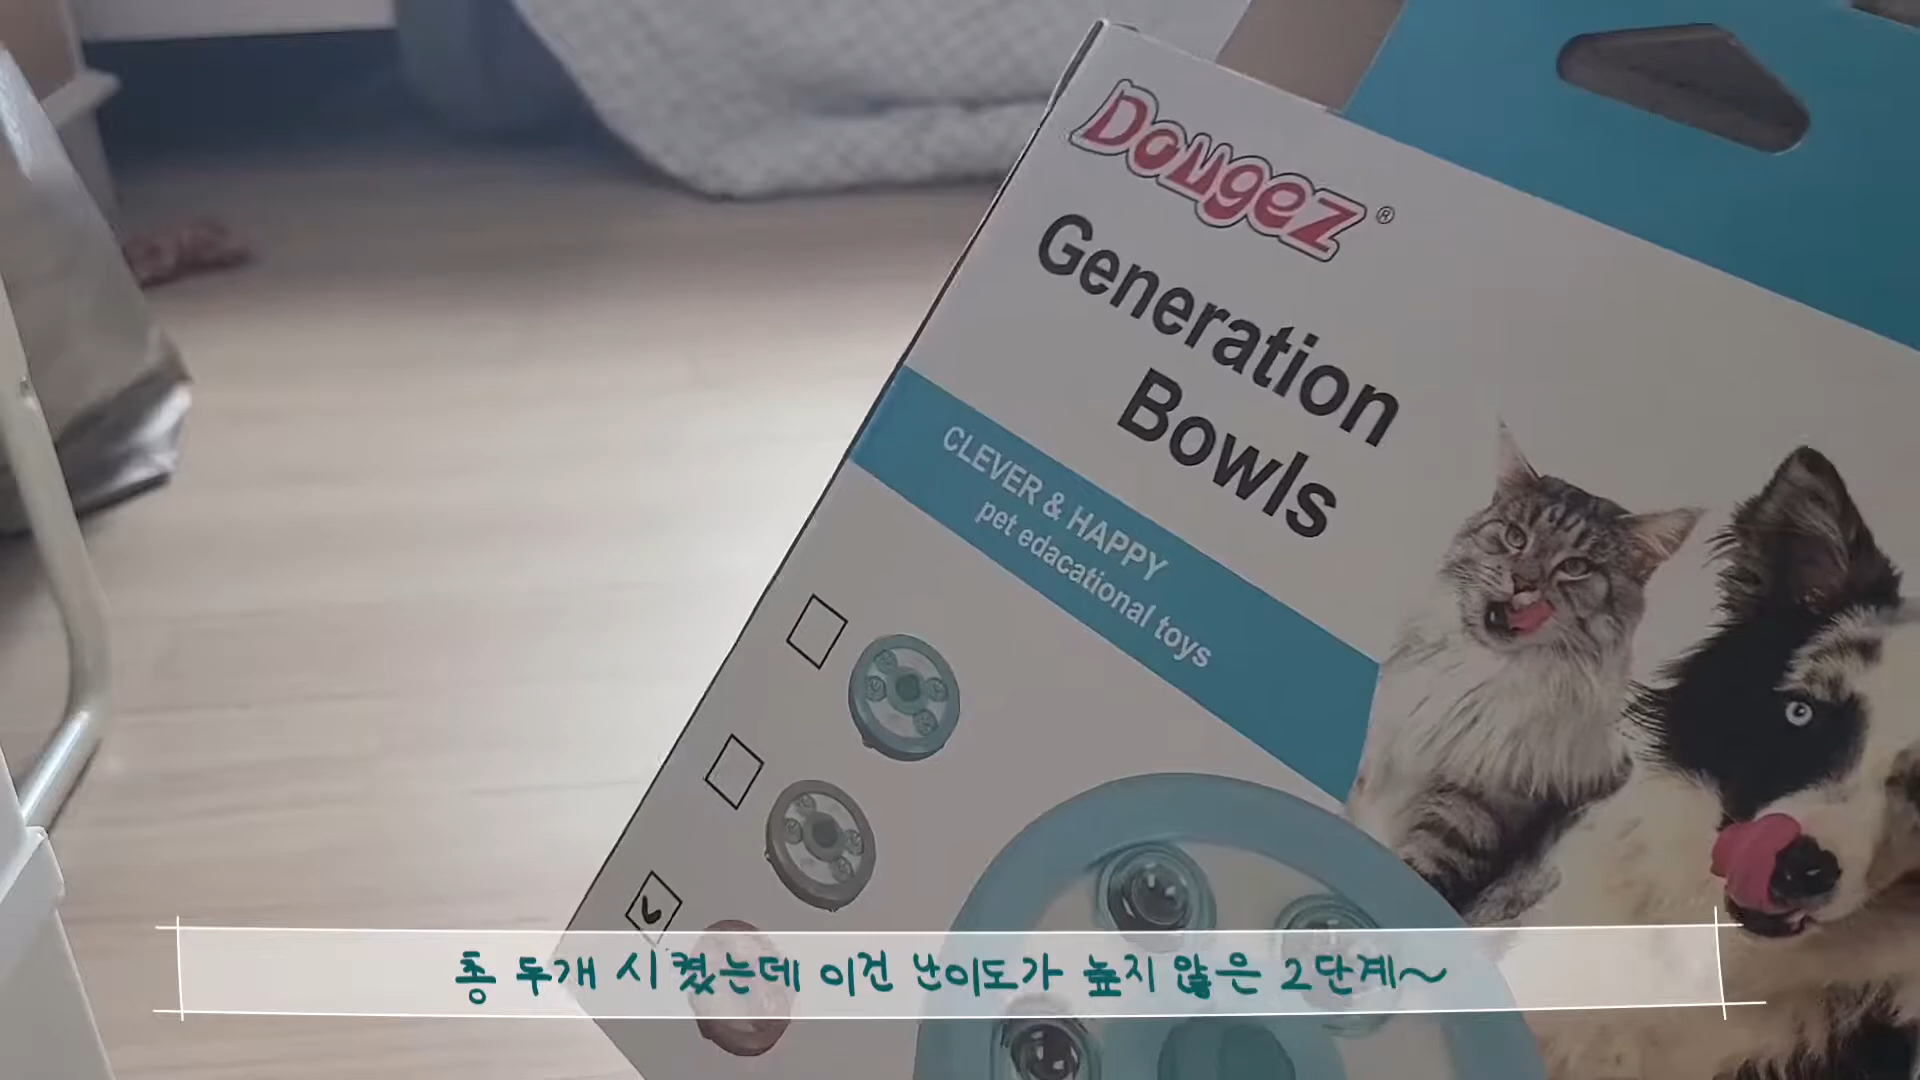 Dougez®
Generation
Bowls
CLEVER & HAPPY
pet edacational toys
총 두개 시켰는데 이건 난이도가 높지 않은 2단계~